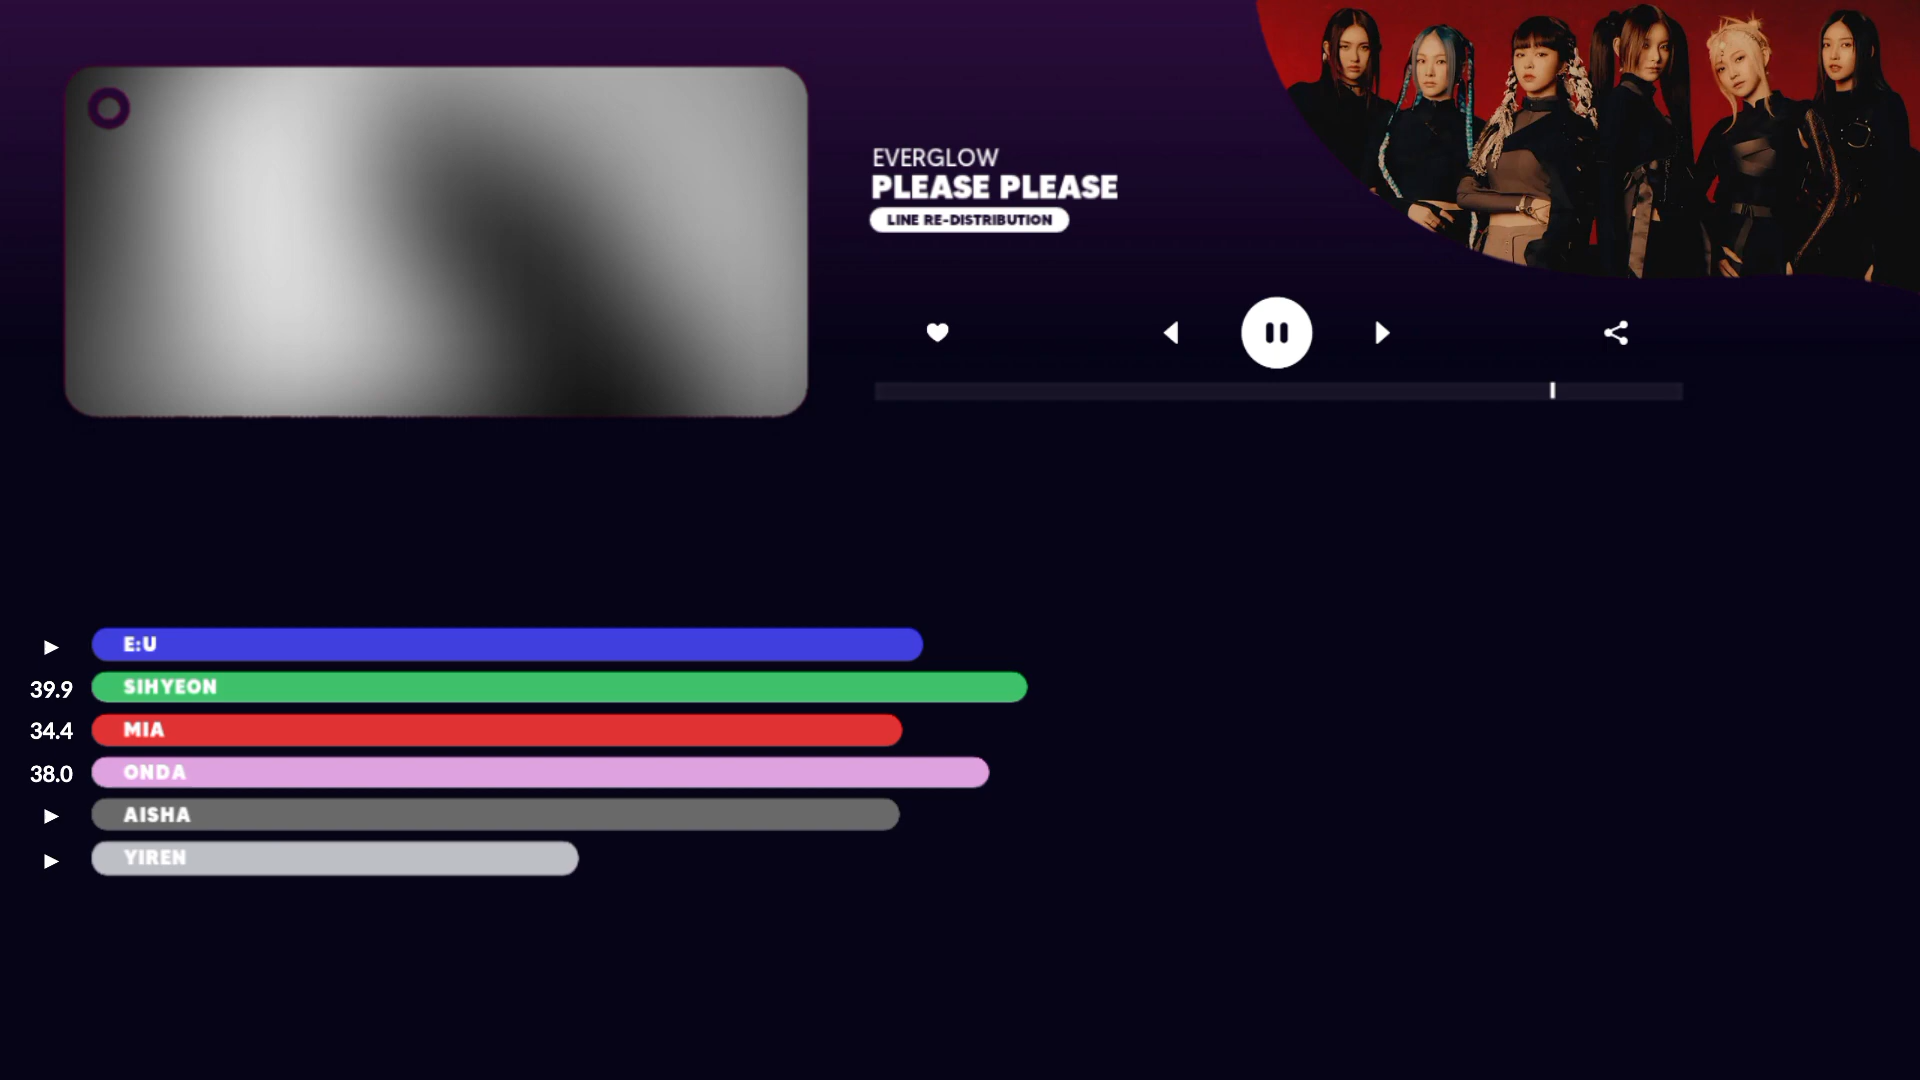 EVERGLOW
PLEASE PLEASE
LINE RE-DISTRIBUTION
E:U
39.9 SIHYEON
34.4 MIA
38.0 ONDA
AISHA
YIREN